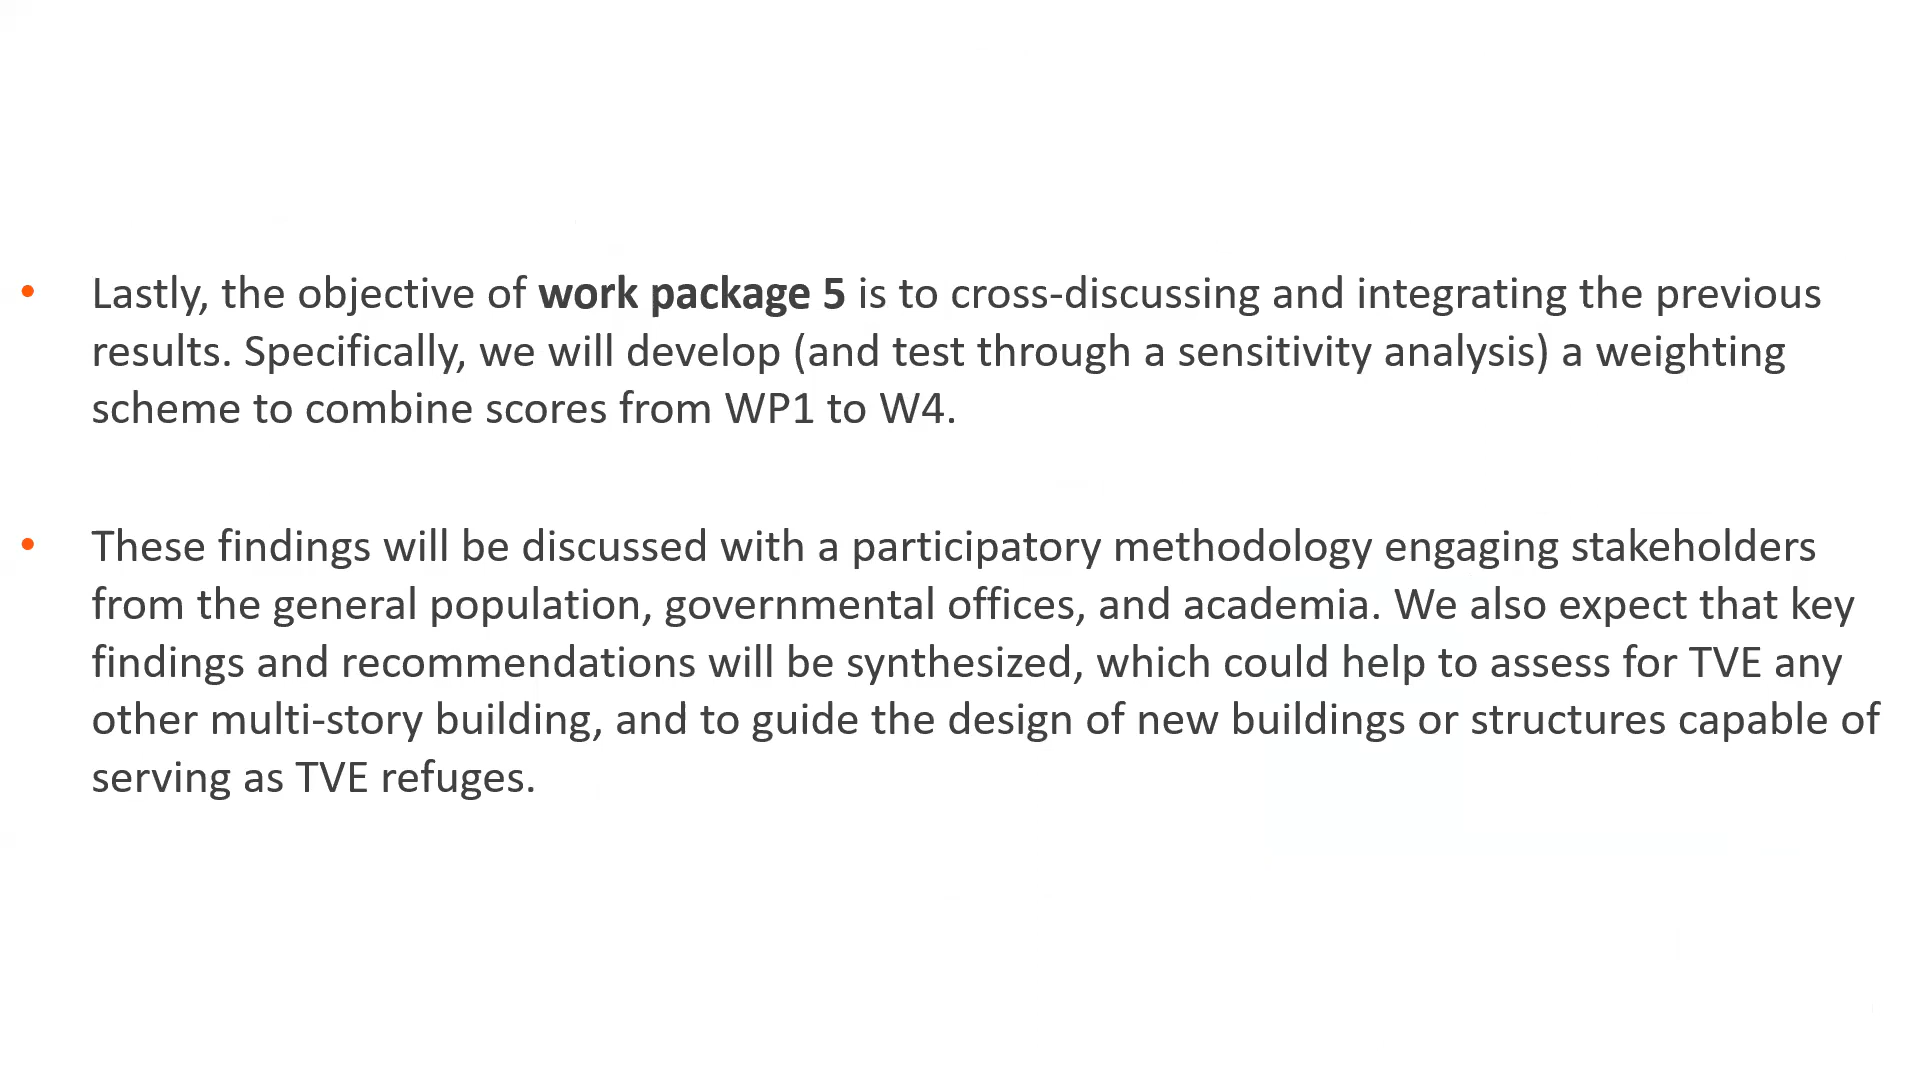 • Lastly, the objective of work package 5 is to cross-discussing and integrating the previous
results. Specifically, we will develop (and test through a sensitivity analysis) a weighting
scheme to combine scores from WP1 to W4.
• These findings will be discussed with a participatory methodology engaging stakeholders
from the general population, governmental offices, and academia. We also expect that key
findings and recommendations will be synthesized, which could help to assess for TVE any
other multi-story building, and to guide the design of new buildings or structures capable of
serving as TVE refuges.